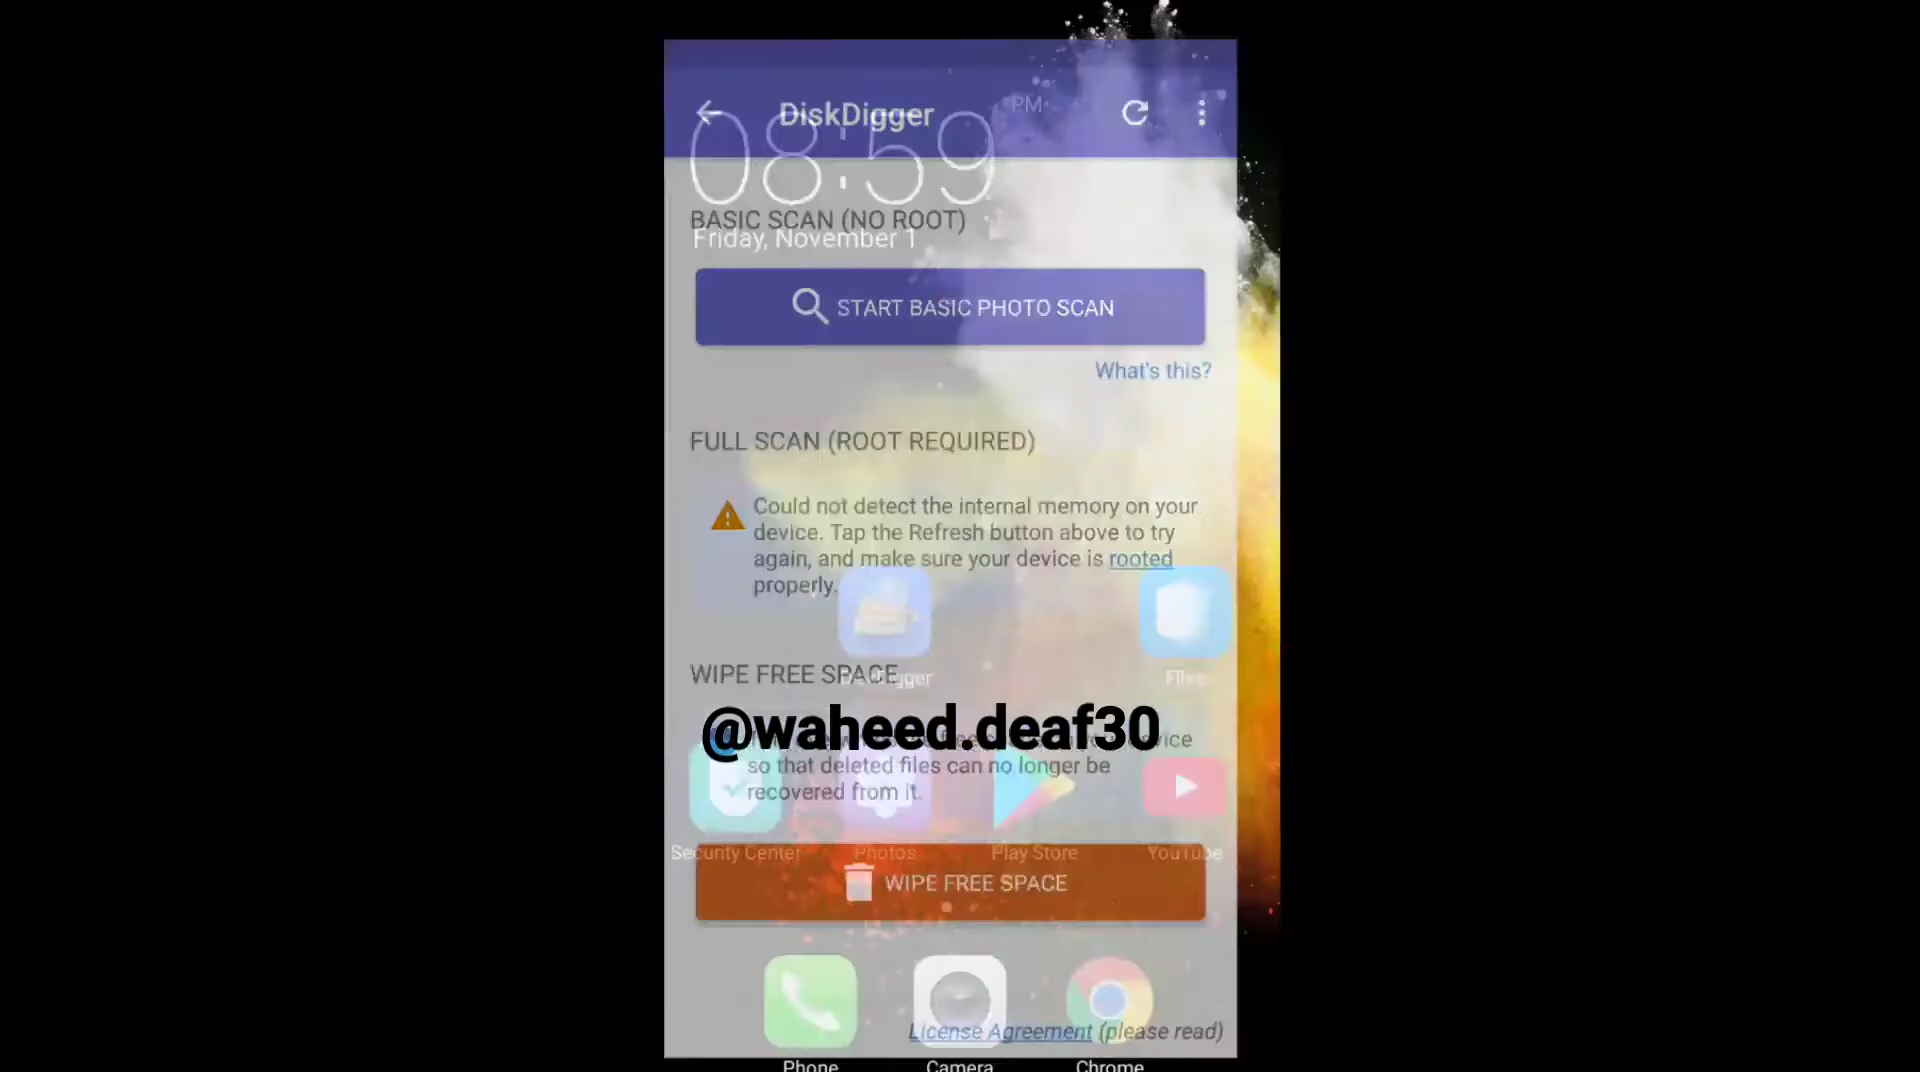 DiskDigger
PM
08:59
BASIC SCAN (NO ROOT)
Friday, November 1
START BASIC PHOTO SCAN
What's this?
FULL SCAN (ROOT REQUIRED)
Could not detect the internal memory on your
device. Tap the Refresh button above to try
again, and make sure your device is rooted
properly.
WIPE FREE SPACE
Files
@waheed.deaf30
so that deleted files can no longer be
recovered from it.
Security Center
Photos
Play Store
YouTube
WIPE FREE SPACE
License Agreement (please read)
Phone
Camera
Chrome